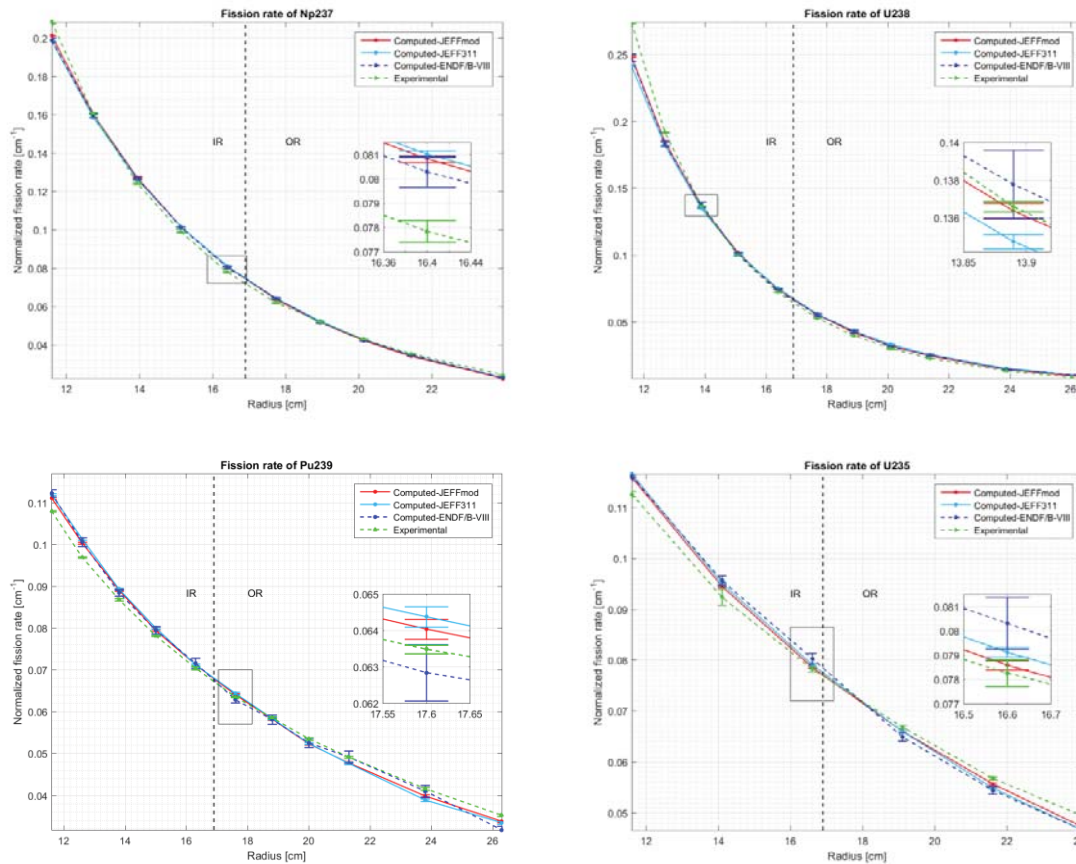 Fission rate of Np237
Normalized fission rate [cm-1]
0.2
0.18
0.16
0.14
0.12
0.1
0.08
0.06
0.04
Computed-JEFFmod
Computed-JEFF311
Computed-ENDF/B-VIII
Experimental
IR
OR
0.081
0.08
0.079
0.078
0.077
16.36
16.4
16.44
12
14
16
18
20
22
Radius [cm]
Fission rate of U238
Normalized fission rate [cm-1]
0.25
0.2
0.15
0.1
0.05
Computed-JEFFmod
Computed-JEFF311
Computed-ENDF/B-VIII
Experimental
IR
OR
0.14
0.138
0.136
13.85
13.9
12
14
16
18
20
22
24
26
Radius [cm]
Fission rate of Pu239
Normalized fission rate [cm-1]
0.11
0.1
0.09
0.08
0.07
0.06
0.05
0.04
Computed-JEFFmod
Computed-JEFF311
Computed-ENDF/B-VIII
Experimental
IR
OR
0.065
0.064
0.063
0.062
17.55
17.6
17.65
12
14
16
18
20
22
24
26
Radius [cm]
Fission rate of U235
Normalized fission rate [cm-1]
0.11
0.1
0.09
0.08
0.07
0.06
0.05
Computed-JEFFmod
Computed-JEFF311
Computed-ENDF/B-VIII
Experimental
IR
OR
0.081
0.08
0.079
0.078
0.077
16.5
16.6
16.7
12
14
16
18
20
22
24
Radius [cm]